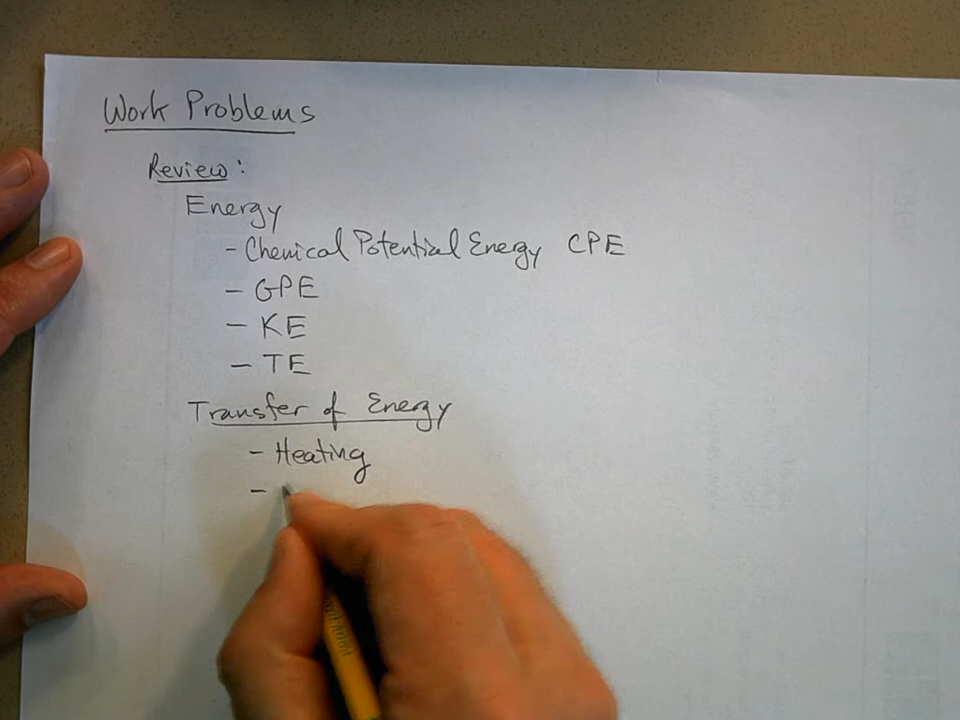 Work Problems
Review:
Energy
- Chemical Potential Energy CPE
- GPE
- KE
- TE
Transfer of Energy
- Heating
-